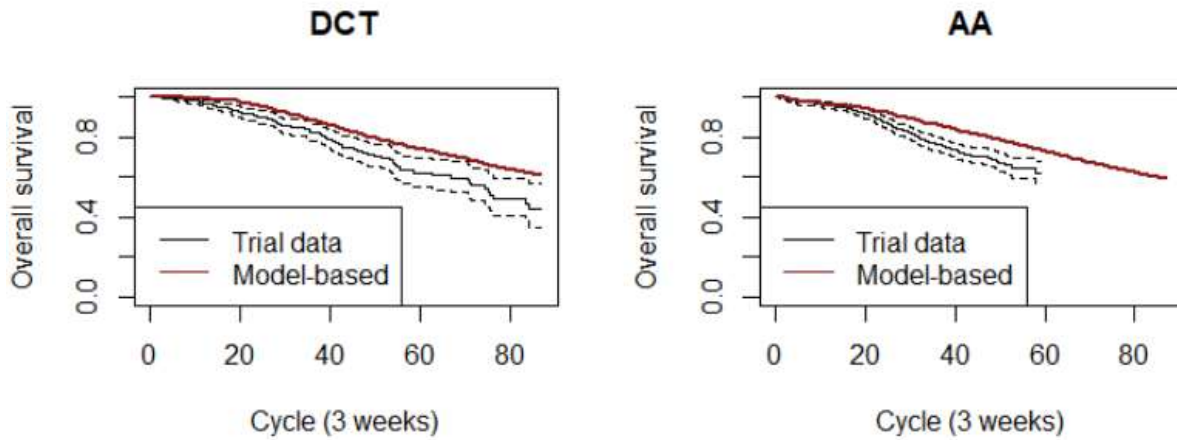 DCT
Overall survival
0.0 0.4 0.8
Trial data
Model-based
0 20 40 60 80
Cycle (3 weeks)
AA
Overall survival
0.0 0.4 0.8
Trial data
Model-based
0 20 40 60 80
Cycle (3 weeks)